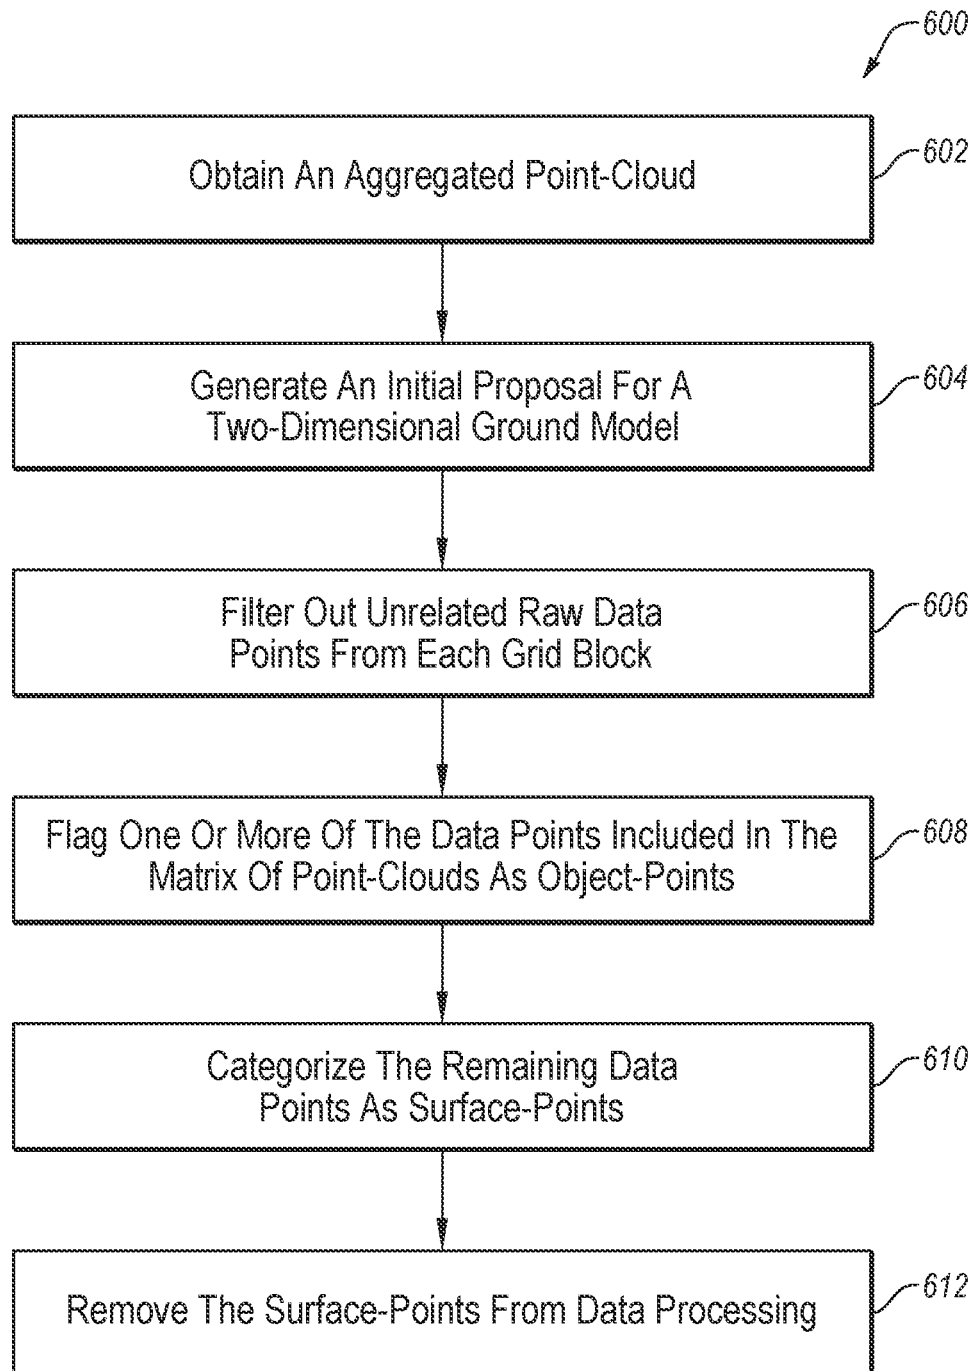 600
Obtain An Aggregated Point-Cloud
602
Generate An Initial Proposal For A
Two-Dimensional Ground Model
604
Filter Out Unrelated Raw Data
Points From Each Grid Block
606
Flag One Or More Of The Data Points Included In The
Matrix Of Point-Clouds As Object-Points
608
Categorize The Remaining Data
Points As Surface-Points
610
Remove The Surface-Points From Data Processing
612